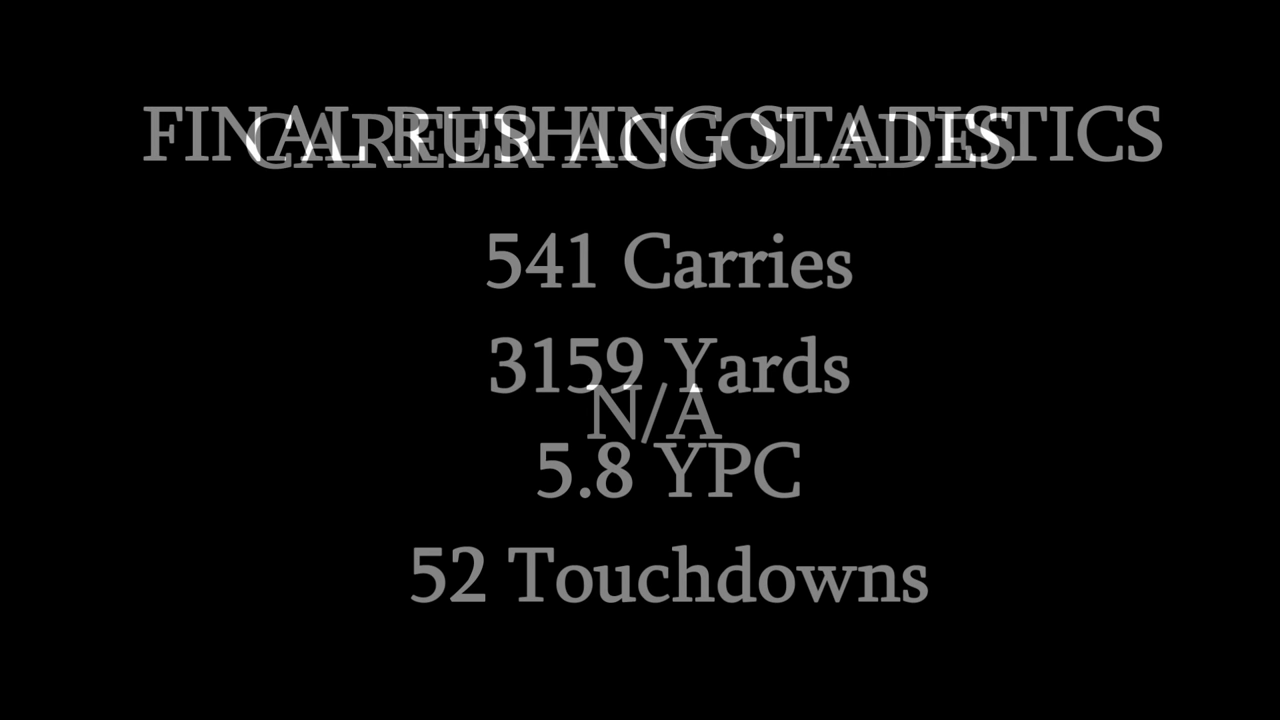 FINAL RUSHING STATISTICS
CAREER ACCOLADES
541 Carries
3159 Yards
N/A
5.8 YPC
52 Touchdowns